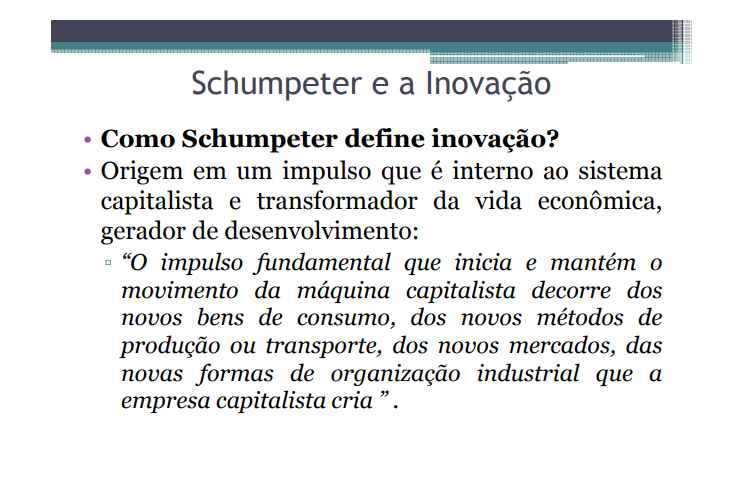 Schumpeter e a Inovação
• Como Schumpeter define inovação?
• Origem em um impulso que é interno ao sistema
capitalista e transformador da vida econômica,
gerador de desenvolvimento:
▫ “O impulso fundamental que inicia e mantém o
movimento da máquina capitalista decorre dos
novos bens de consumo, dos novos métodos de
produção ou transporte, dos novos mercados, das
novas formas de organização industrial que a
empresa capitalista cria ” .